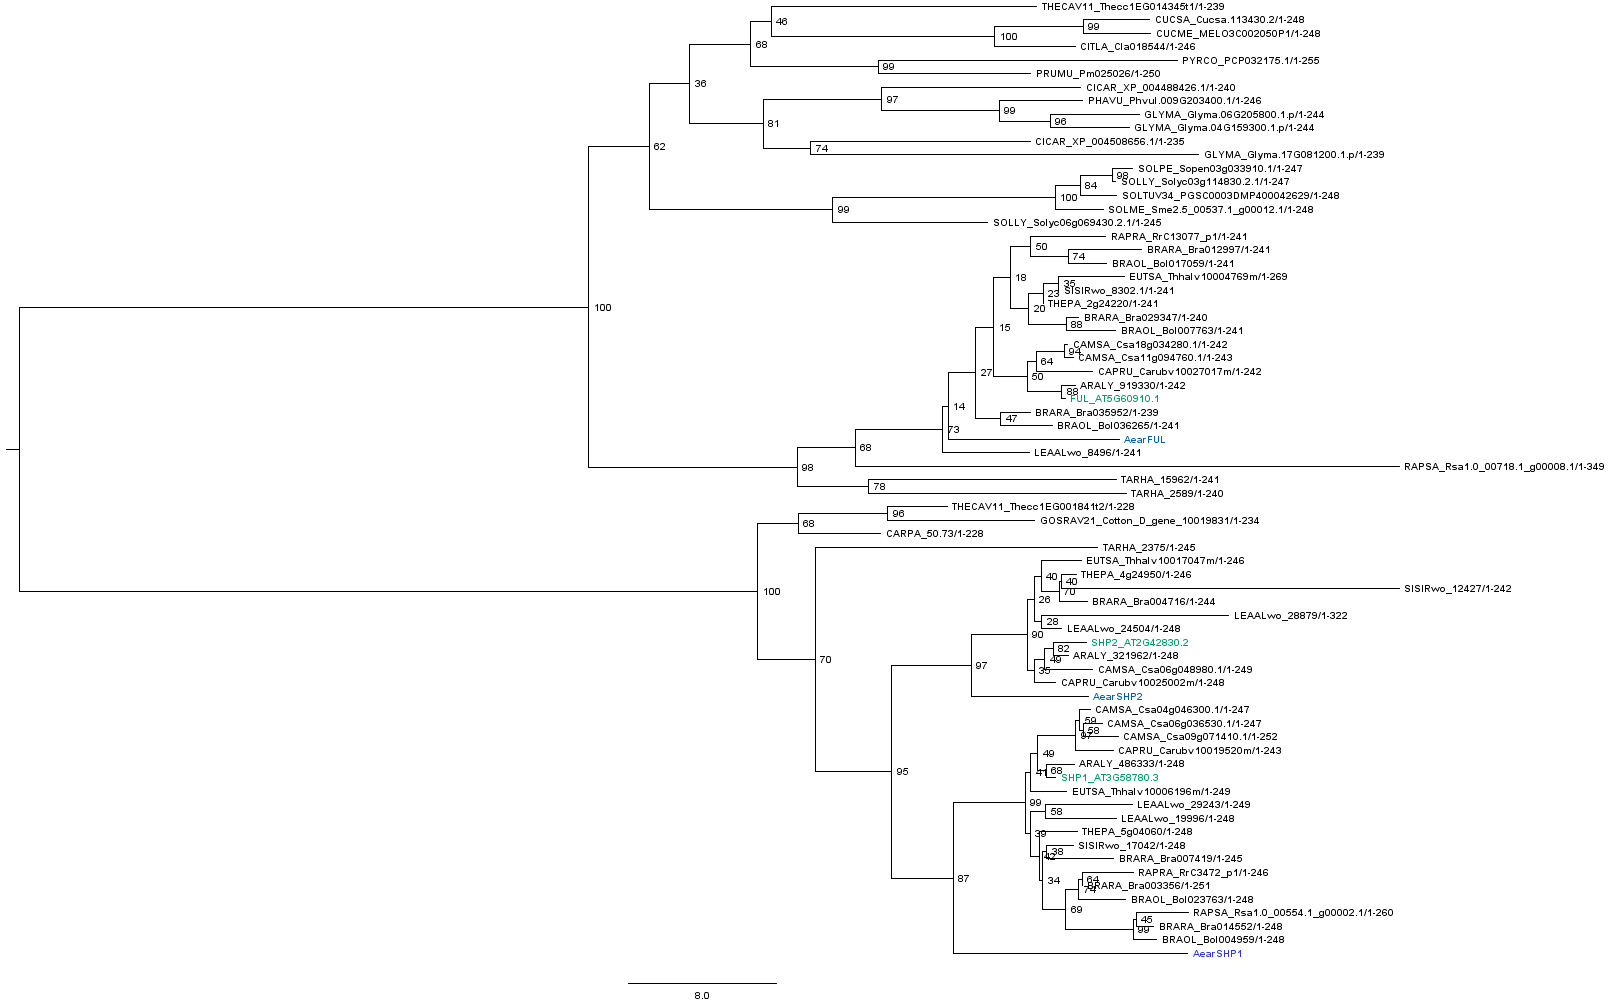 THECAV11_Thecc1EG014345t1/1-239
46
CUCSA_Cucsa.113430.2/1-248
99
CUCME_MELO3C002050P1/1-248
100
CITLA_Cla018544/1-246
68
PYRCO_PCP032175.1/1-255
99
PRUMU_Pm025026/1-250
36
CICAR_XP_004488426.1/1-240
97
PHAVU_Phvul.009G203400.1/1-246
99
GLYMA_Glyma.06G205800.1.p/1-244
96
GLYMA_Glyma.04G159300.1.p/1-244
81
CICAR_XP_004508656.1/1-235
62
74
GLYMA_Glyma.17G081200.1.p/1-239
SOLPE_Sopen03g033910.1/1-247
98
SOLLY_Solyc03g114830.2.1/1-247
84
SOLTUV34_PGSC0003DMP400042629/1-248
100
SOLME_Sme2.5_00537.1_g00012.1/1-248
99
SOLLY_Solyc06g069430.2.1/1-245
RAPRA_RrC13077_p1/1-241
50
BRARA_Bra012997/1-241
74
BRAOL_Bol017059/1-241
18
EUTSA_Thhalv10004769m/1-269
35
SISIRwo_8302.1/1-241
23
THEPA_2g24220/1-241
20
100
BRARA_Bra029347/1-240
88
BRAOL_Bol007763/1-241
15
CAMSA_Csa18g034280.1/1-242
94
CAMSA_Csa11g094760.1/1-243
64
CAPRU_Carubv10027017m/1-242
27
50
ARALY_919330/1-242
88
FUL_AT5G60910.1
14
BRARA_Bra035952/1-239
47
BRAOL_Bol036265/1-241
73
AearFUL
68
LEAALwo_8496/1-241
98
RAPSA_Rsa1.0_00718.1_g00008.1/1-349
TARHA_15962/1-241
78
TARHA_2589/1-240
THECAV11_Thecc1EG001841t2/1-228
96
GOSRAV21_Cotton_D_gene_10019831/1-234
68
CARPA_50.73/1-228
TARHA_2375/1-245
EUTSA_Thhalv10017047m/1-246
40
THEPA_4g24950/1-246
40
SISIRwo_12427/1-242
70
100
BRARA_Bra004716/1-244
26
LEAALwo_28879/1-322
28
LEAALwo_24504/1-248
90
SHP2_AT2G42830.2
82
ARALY_321962/1-248
49
70
CAMSA_Csa06g048980.1/1-249
35
97
CAPRU_Carubv10025002m/1-248
AearSHP2
CAMSA_Csa04g046300.1/1-247
59
CAMSA_Csa06g036530.1/1-247
58
97
CAMSA_Csa09g071410.1/1-252
CAPRU_Carubv10019520m/1-243
49
ARALY_486333/1-248
68
41
95
SHP1_AT3G58780.3
EUTSA_Thhalv10006196m/1-249
99
LEAALwo_29243/1-249
58
LEAALwo_19996/1-248
39
THEPA_5g04060/1-248
SISIRwo_17042/1-248
38
42
BRARA_Bra007419/1-245
87
34
RAPRA_RrC3472_p1/1-246
64
BRARA_Bra003356/1-251
74
BRAOL_Bol023763/1-248
69
RAPSA_Rsa1.0_00554.1_g00002.1/1-260
45
BRARA_Bra014552/1-248
99
BRAOL_Bol004959/1-248
AearSHP1
8.0